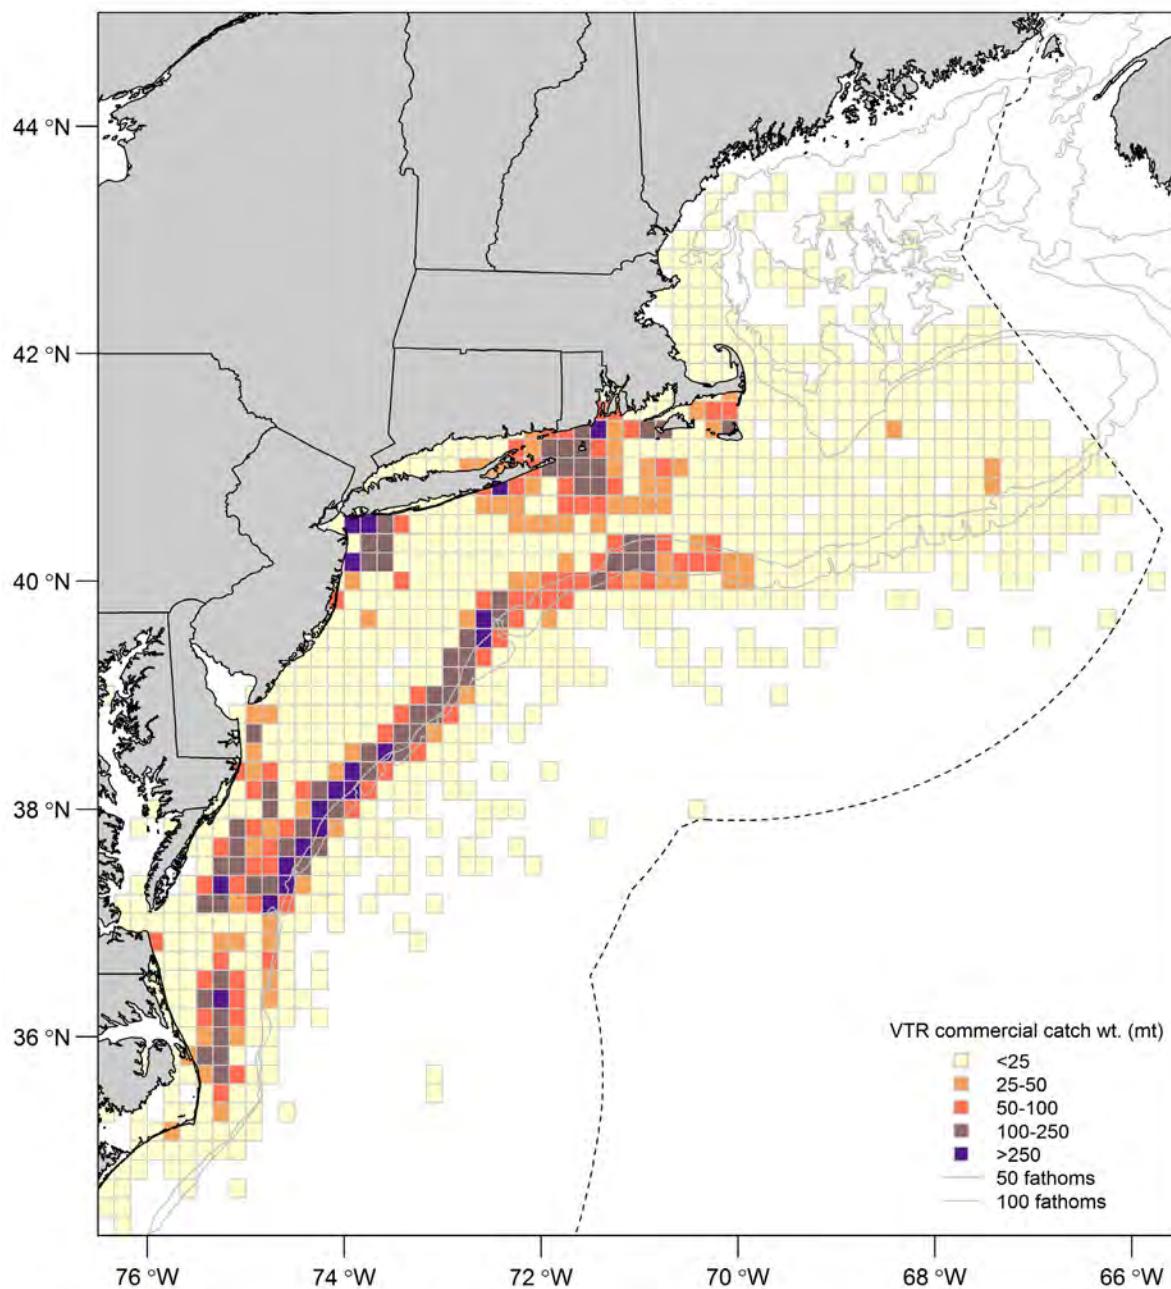 44 °N
42 °N
40 °N
38 °N
36 °N
VTR commercial catch wt. (mt)
<25
25-50
50-100
100-250
>250
50 fathoms
100 fathoms
76 °W 74 °W 72 °W 70 °W 68 °W 66 °W